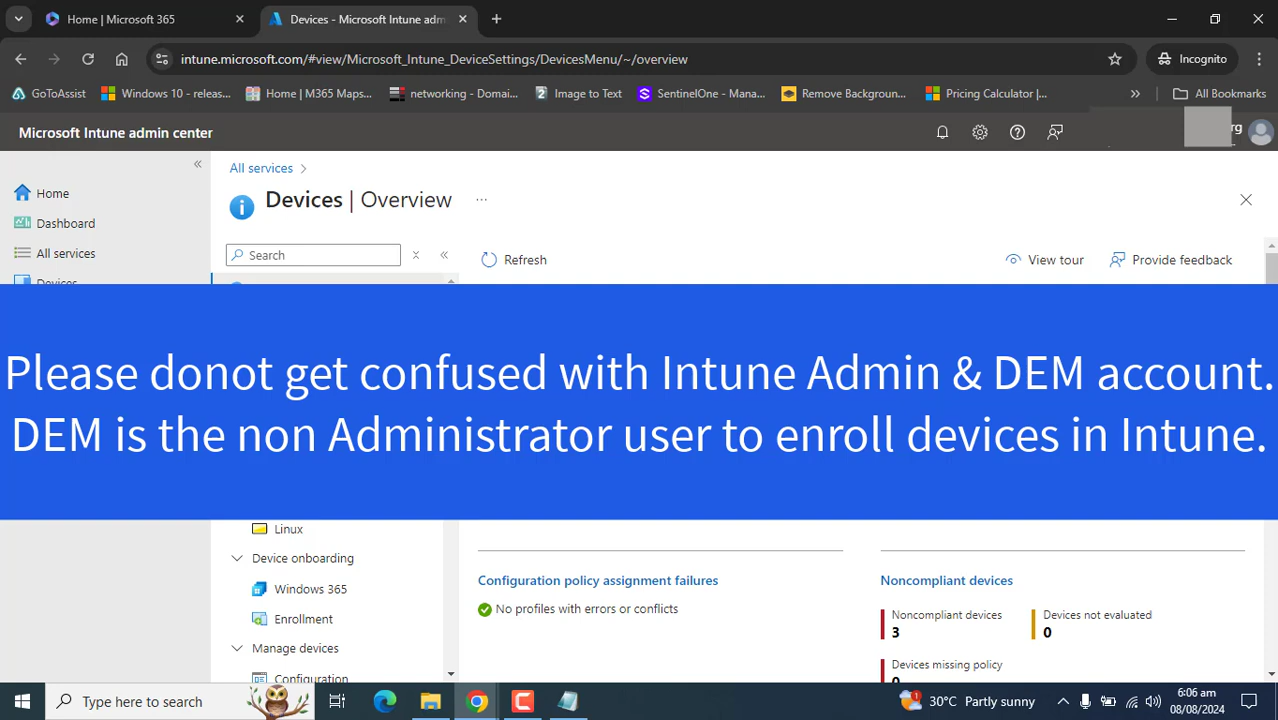 Home | Microsoft 365
Devices - Microsoft Intune adm
intune.microsoft.com/#view/Microsoft_Intune_DeviceSettings/DevicesMenu/~/overview
Incognito
GoToAssist
Windows 10 - releas...
Home | M365 Maps...
networking - Domai...
Image to Text
SentinelOne - Mana...
Remove Backgroun...
Pricing Calculator |...
All Bookmarks
Microsoft Intune admin center
rg
Home
Dashboard
All services
Devices
All services
Devices | Overview
Search
Refresh
View tour
Provide feedback
Please donot get confused with Intune Admin & DEM account.
DEM is the non Administrator user to enroll devices in Intune.
Linux
Device onboarding
Windows 365
Enrollment
Manage devices
Configuration
Configuration policy assignment failures
No profiles with errors or conflicts
Noncompliant devices
Noncompliant devices
3
Devices not evaluated
0
Devices missing policy
0
Type here to search
30°C Partly sunny
6:06 am
08/08/2024